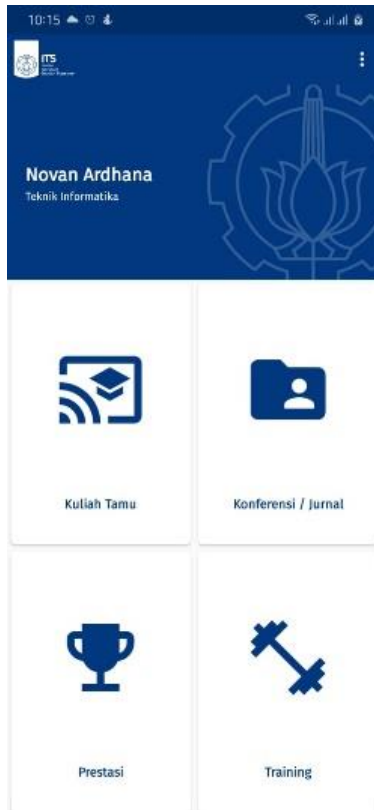 10:15
ITS
Novan Ardhana
Teknik Informatika
Kuliah Tamu
Konferensi / Jurnal
Prestasi
Training